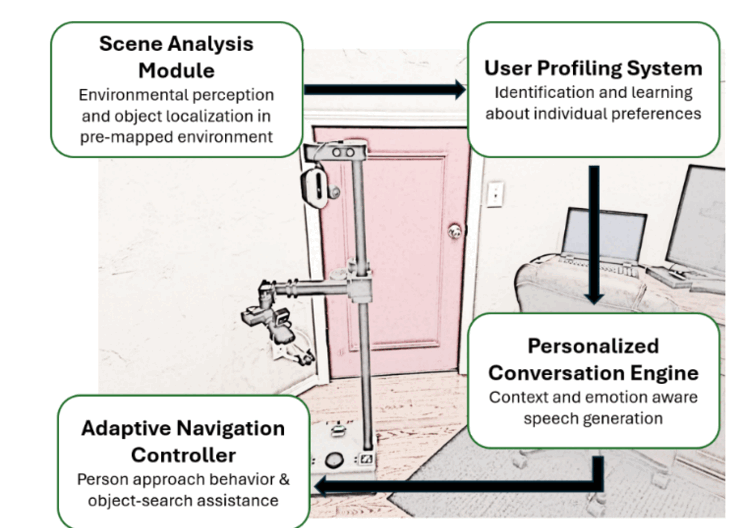 Scene Analysis
Module
Environmental perception
and object localization in
pre-mapped environment
User Profiling System
Identification and learning
about individual preferences
Personalized
Conversation Engine
Context and emotion aware
speech generation
Adaptive Navigation
Controller
Person approach behavior &
object-search assistance